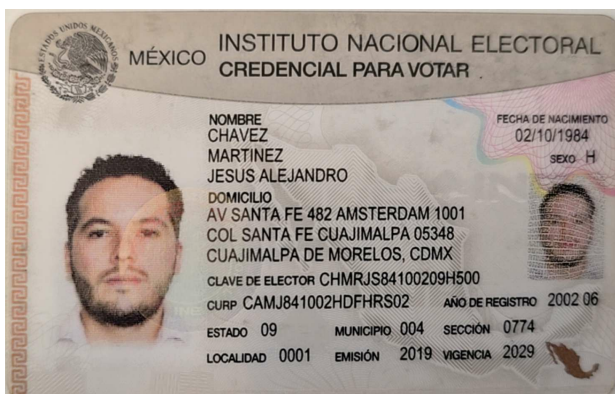 ESTADOS UNIDOS MEXICANOS
MÉXICO INSTITUTO NACIONAL ELECTORAL
CREDENCIAL PARA VOTAR
NOMBRE
CHAVEZ
MARTINEZ
JESUS ALEJANDRO
FECHA DE NACIMIENTO
02/10/1984
SEXO H
DOMICILIO
AV SANTA FE 482 AMSTERDAM 1001
COL SANTA FE CUAJIMALPA 05348
CUAJIMALPA DE MORELOS, CDMX
CLAVE DE ELECTOR CHMRJS84100209H500
CURP CAMJ841002HDFHRS02 AÑO DE REGISTRO 2002 06
ESTADO 09 MUNICIPIO 004 SECCIÓN 0774
LOCALIDAD 0001 EMISIÓN 2019 VIGENCIA 2029